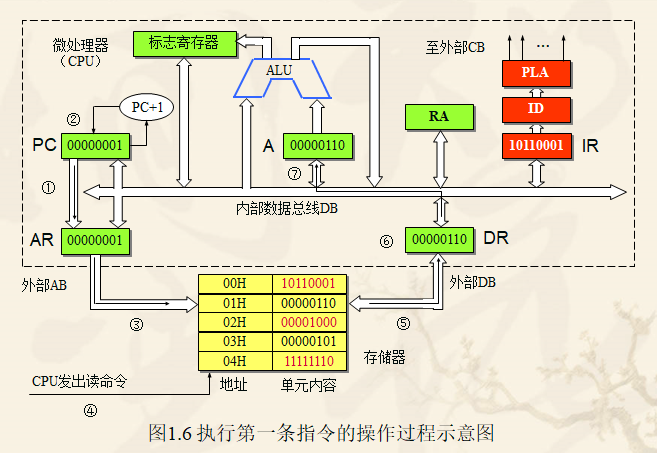 微处理器
（CPU）
标志寄存器
至外部CB
…
ALU
PLA
PC+1
ID
②
RA
PC
00000001
A
00000110
10110001
IR
⑦
①
内部数据总线DB
AR
00000001
⑥
00000110
DR
外部AB
外部DB
00H
10110001
01H
00000110
02H
00001000
03H
00000101
04H
11111110
③
⑤
存储器
CPU发出读命令
地址
单元内容
④
图1.6 执行第一条指令的操作过程示意图